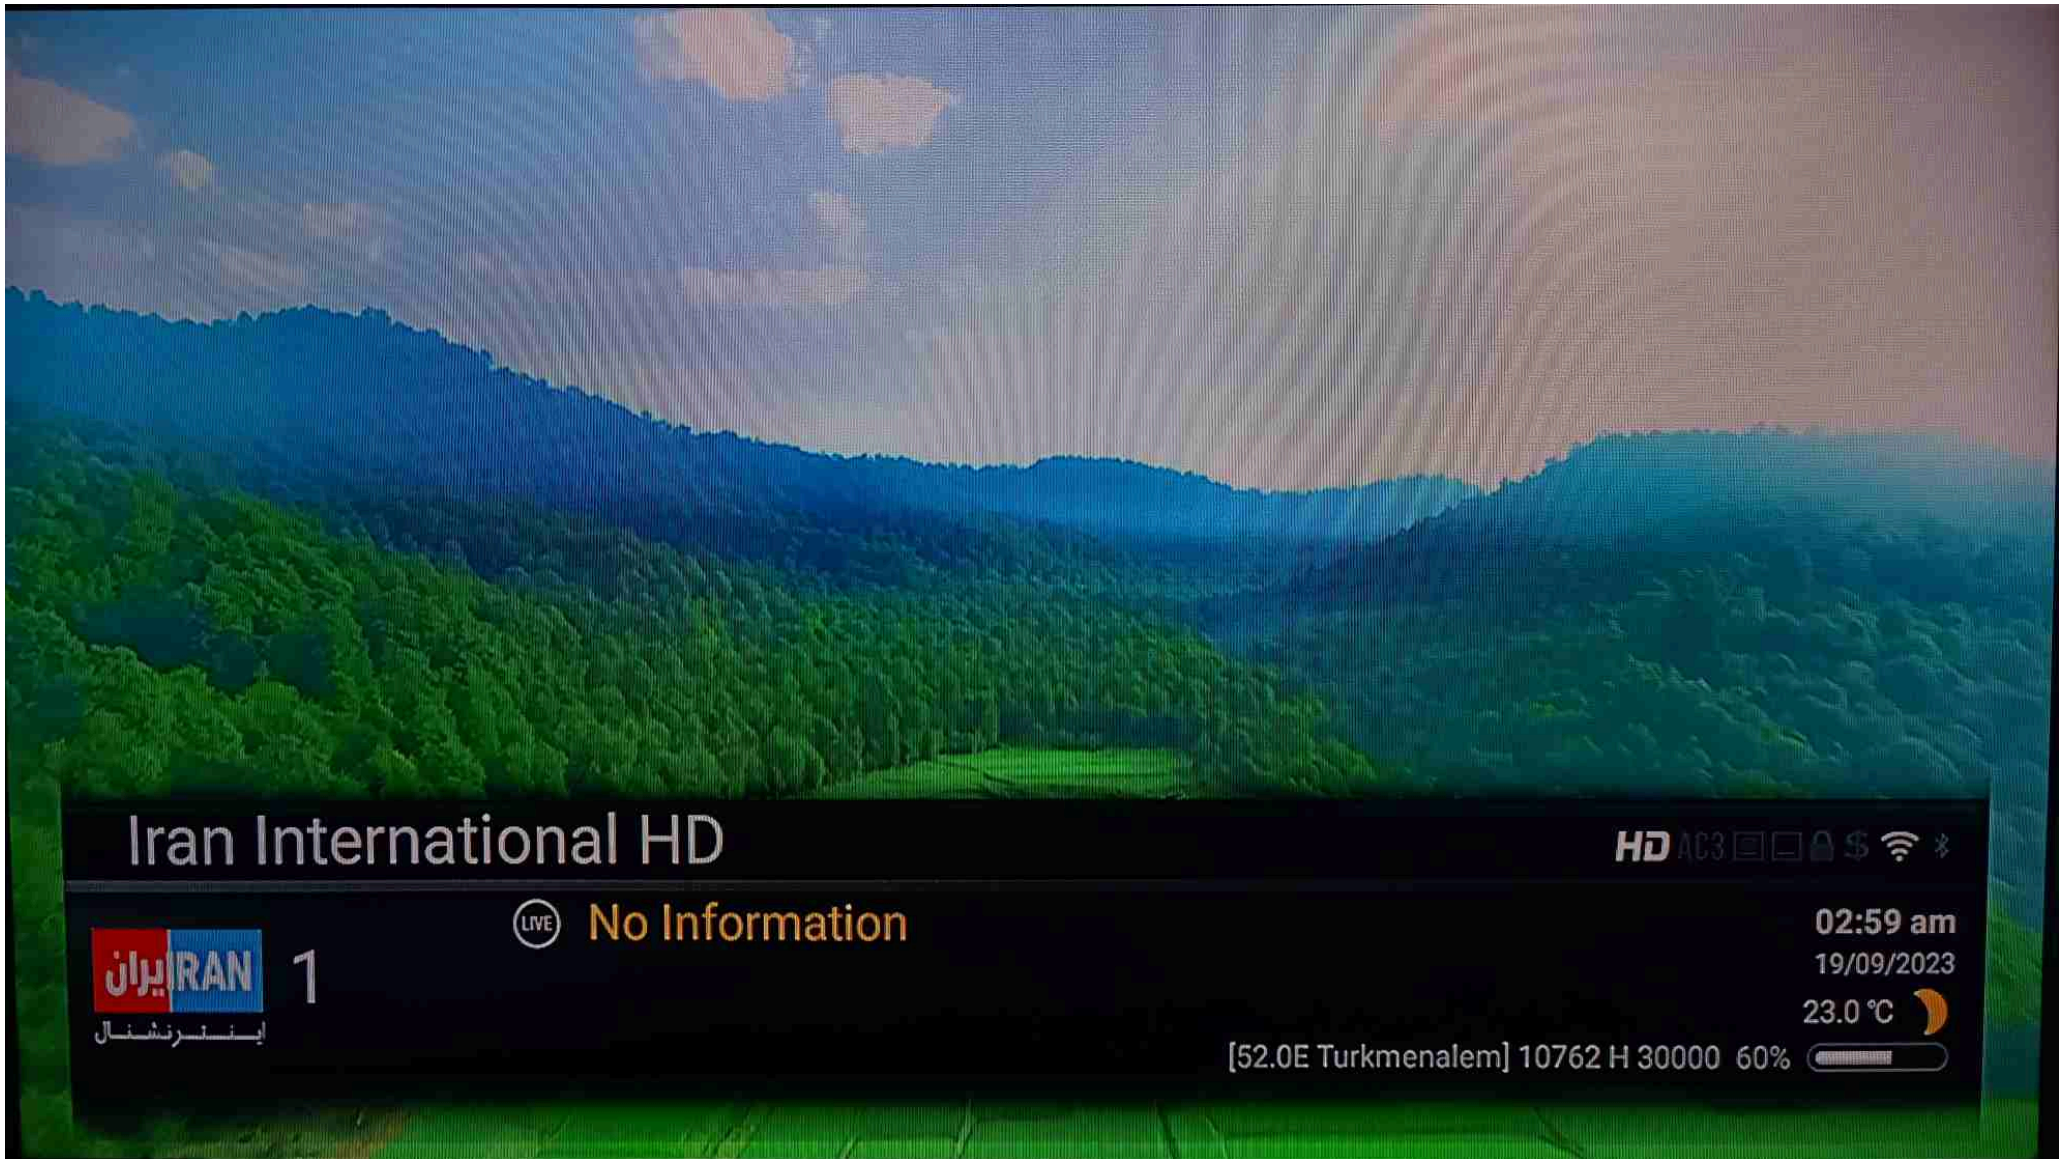 Iran International HD
HD AC3 $
LIVE No Information
02:59 am
19/09/2023
ایران IRAN
1
23.0 °C
اینترنشنال
[52.0E Turkmenalem] 10762 H 30000 60%